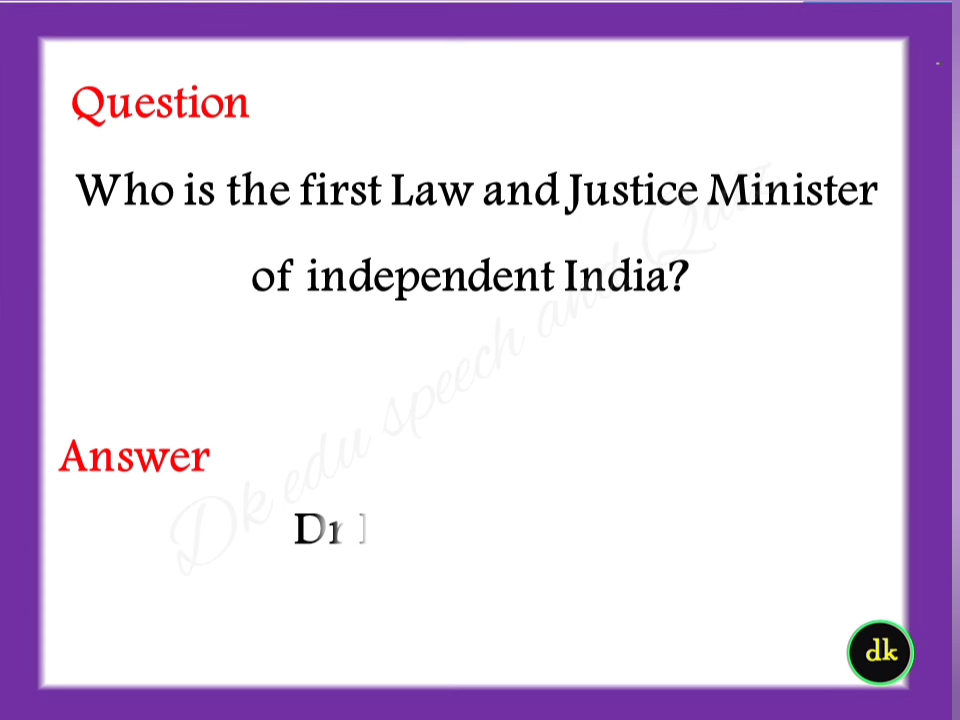 Question
Who is the first Law and Justice Minister
of independent India?
Answer
Dr
Dk edu speech and Quiz
dk